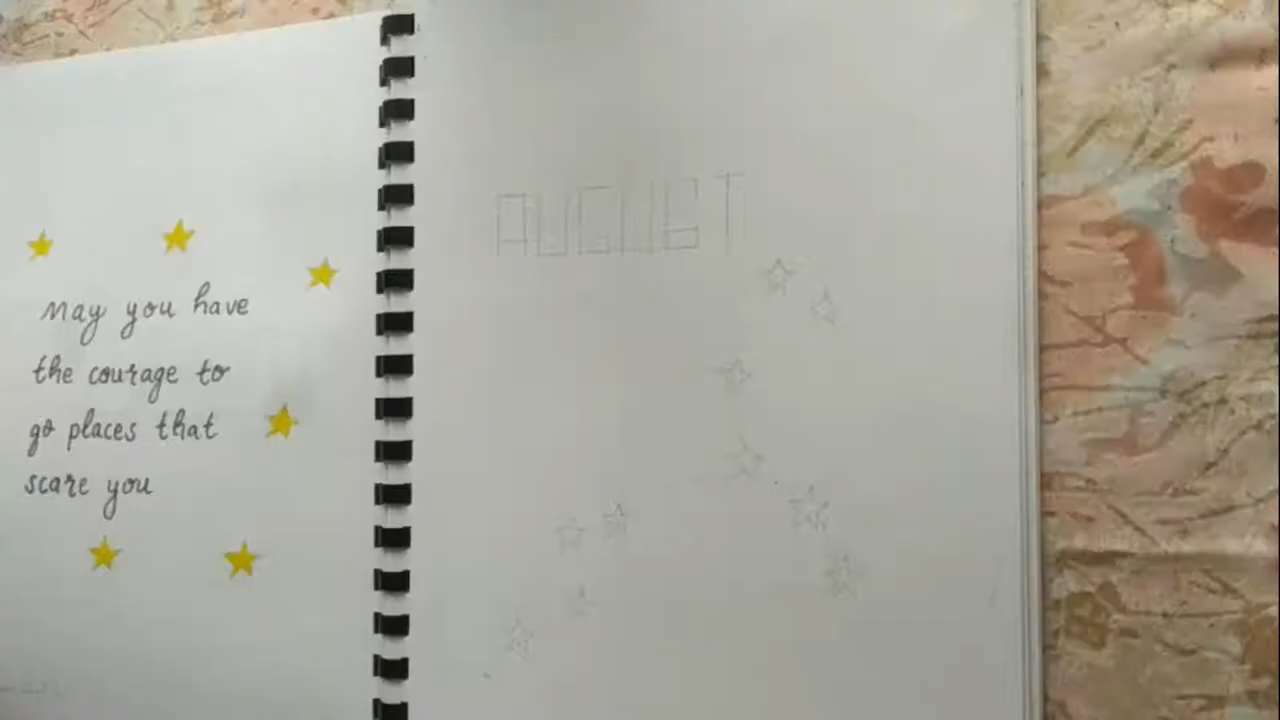 May you have
the courage to
go places that
scare you
AUGUST